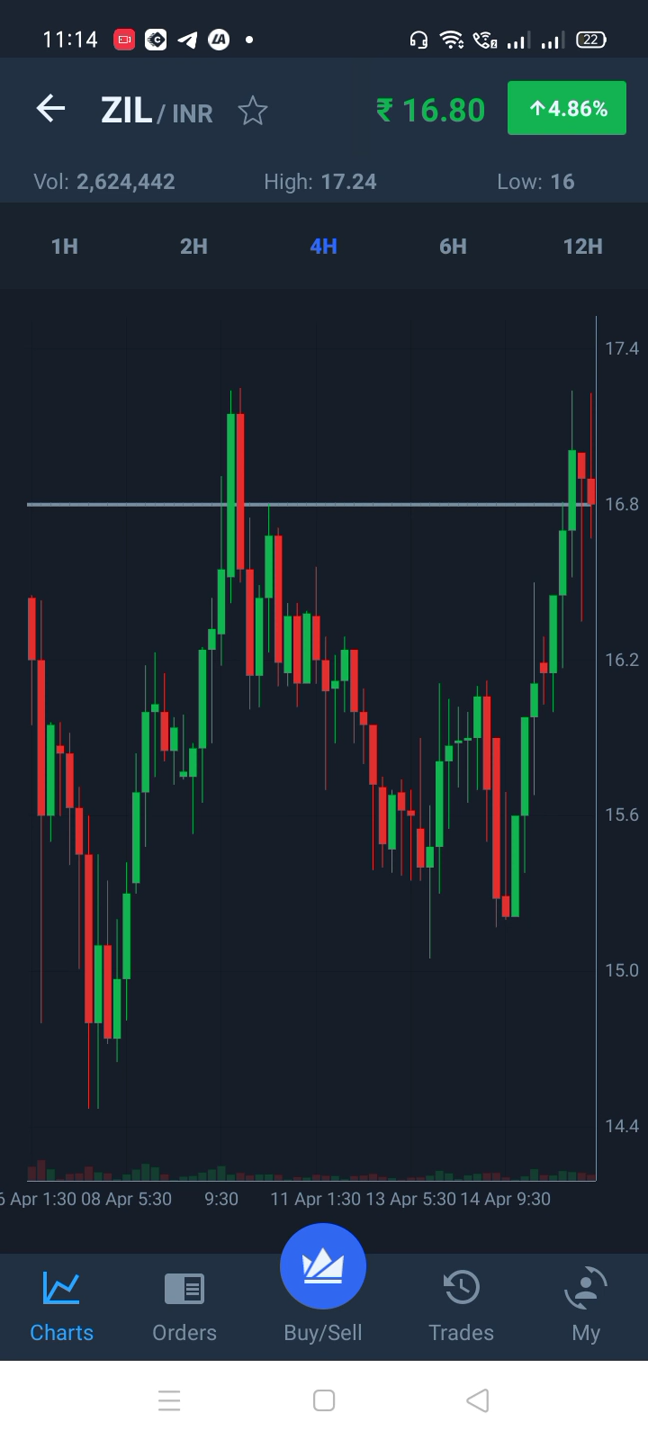 11:14 22
ZIL / INR ₹ 16.80 ↑4.86%
Vol: 2,624,442 High: 17.24 Low: 16
1H 2H 4H 6H 12H
17.4
16.8
16.2
15.6
15.0
14.4
6 Apr 1:30 08 Apr 5:30 9:30 11 Apr 1:30 13 Apr 5:30 14 Apr 9:30
Charts Orders Buy/Sell Trades My